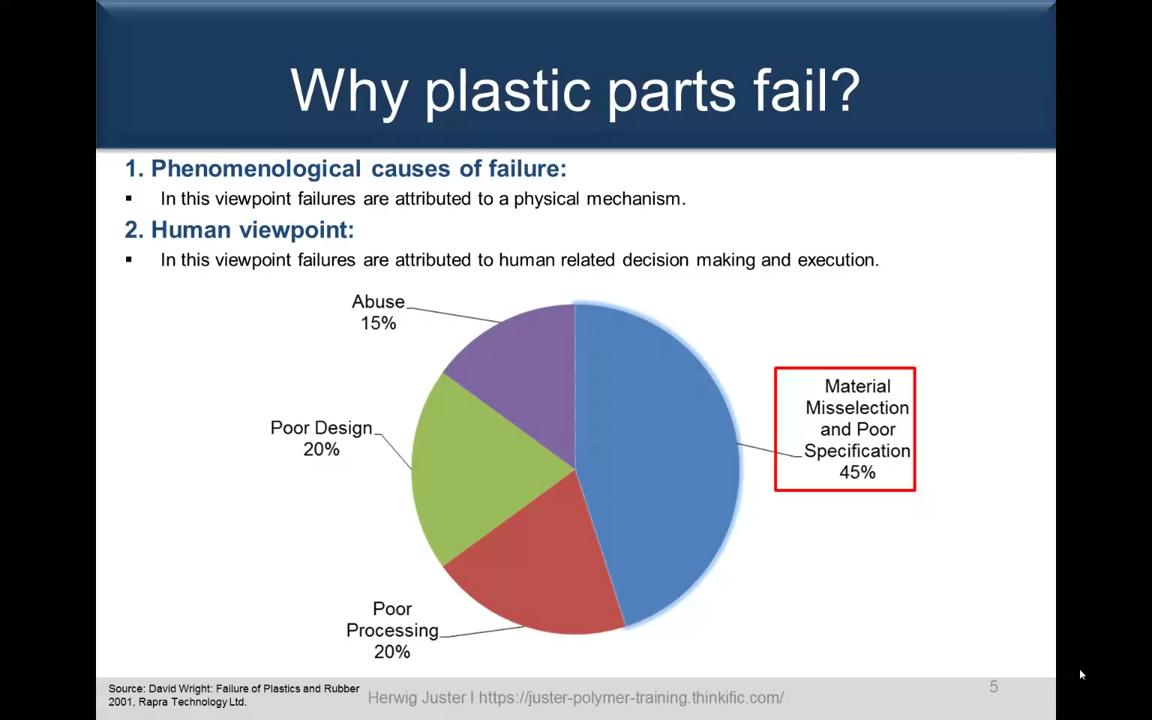 Why plastic parts fail?
1. Phenomenological causes of failure:
▪ In this viewpoint failures are attributed to a physical mechanism.
2. Human viewpoint:
▪ In this viewpoint failures are attributed to human related decision making and execution.
Abuse
15%
Material
Misselection
and Poor
Specification
45%
Poor Design
20%
Poor
Processing
20%
Source: David Wright: Failure of Plastics and Rubber
2001, Rapra Technology Ltd.
Herwig Juster I https://juster-polymer-training.thinkific.com/
5